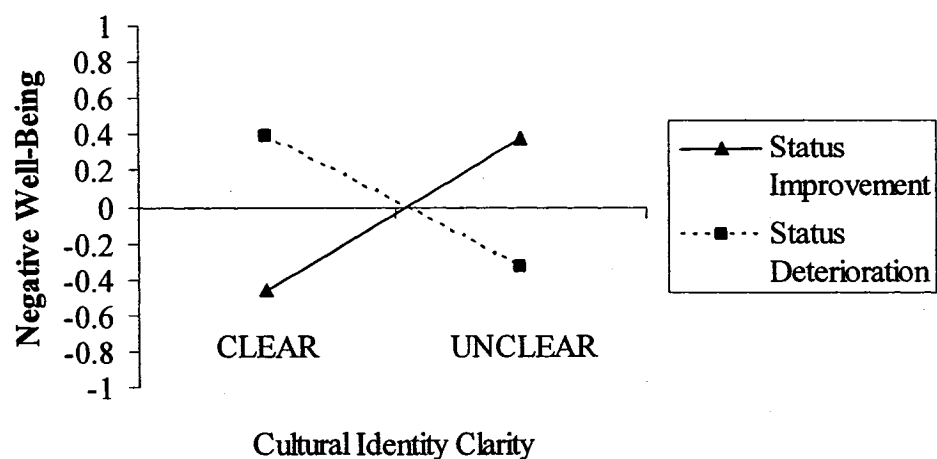 1
0.8
0.6
0.4
0.2
0
-0.2
-0.4
-0.6
-0.8
-1
Negative Well-Being
CLEAR UNCLEAR
Cultural Identity Clarity
Status
Improvement
Status
Deterioration